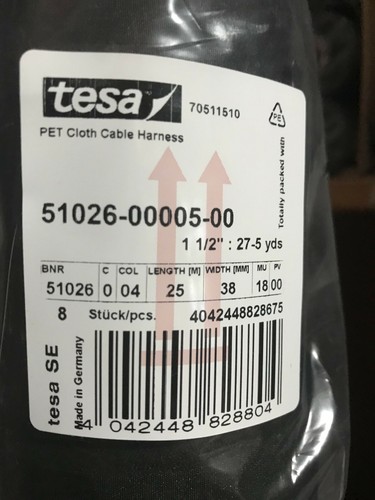 tesa
70511510
PE
PET Cloth Cable Harness
Totally packed with
51026-00005-00
1 1/2" : 27-5 yds
BNR C COL LENGTH [M] WIDTH [MM] MU PV
51026 0 04 25 38 18 00
8 Stück/pcs. 4042448828675
tesa SE
Made in Germany
4 042448 828804